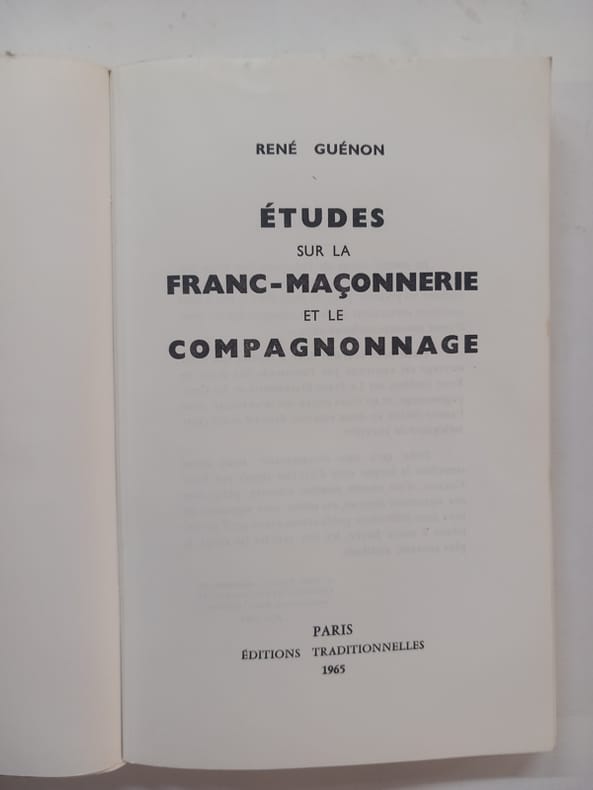 RENÉ GUÉNON
ÉTUDES
SUR LA
FRANC-MAÇONNERIE
ET LE
COMPAGNONNAGE
PARIS
ÉDITIONS TRADITIONNELLES
1965